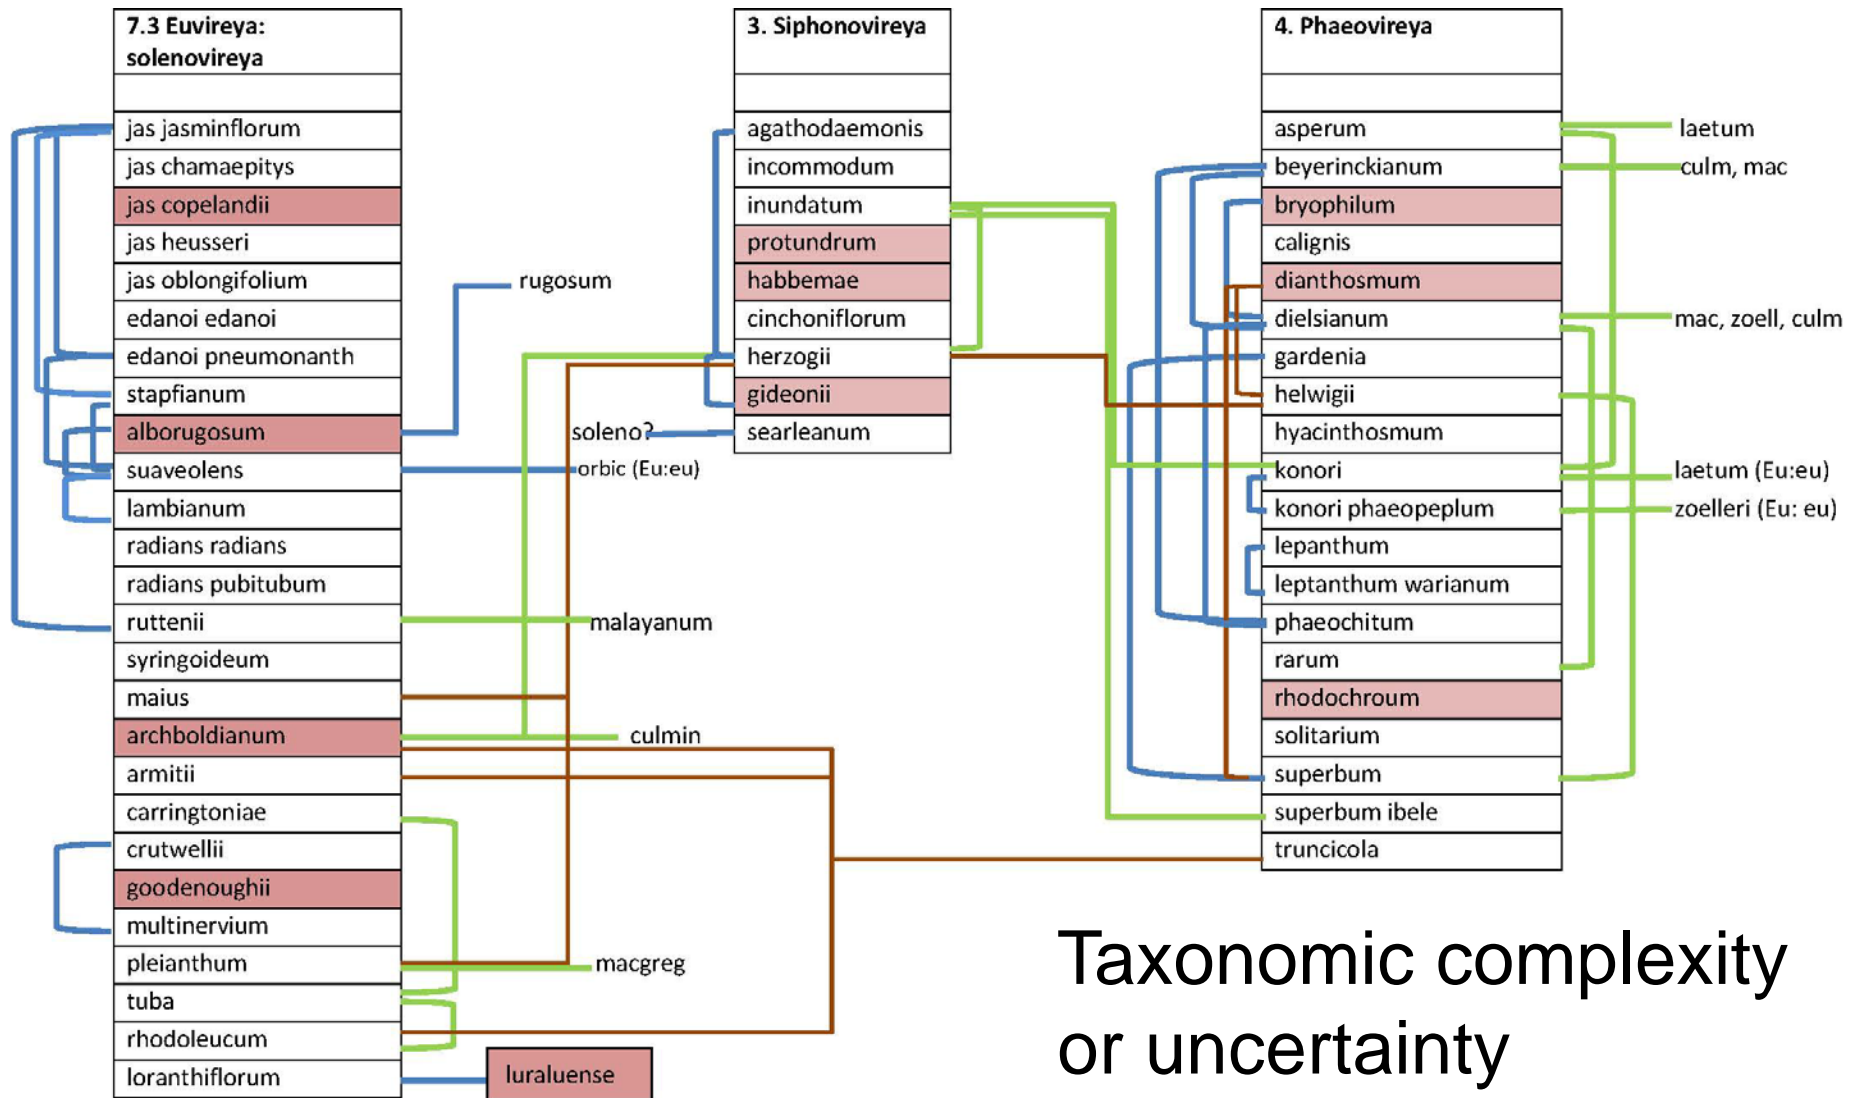 7.3 Euvireya:
solenovireya
jas jasminflorum
jas chamaepitys
jas copelandii
jas heusseri
jas oblongifolium
edanoi edanoi
edanoi pneumonanth
stapfianum
alborugosum
suaveolens
lambianum
radians radians
radians pubitubum
ruttenii
syringoideum
maius
archboldianum
armitii
carringtoniae
crutwellii
goodenoughii
multinervium
pleianthum
tuba
rhodoleucum
loranthiflorum
rugosum
soleno?
orbic (Eu:eu)
malayanum
culmin
macgreg
luraluense
3. Siphonovireya
agathodaemonis
incommodum
inundatum
protundrum
habbemae
cinchoniflorum
herzogii
gideonii
searleanum
4. Phaeovireya
asperum
beyerinckianum
bryophilum
calignis
dianthosmum
dielsianum
gardenia
helwigii
hyacinthosmum
konori
konori phaeopeplum
lepanthum
leptanthum warianum
phaeochitum
rarum
rhodochroum
solitarium
superbum
superbum ibele
truncicola
laetum
culm, mac
mac, zoell, culm
laetum (Eu:eu)
zoelleri (Eu: eu)
Taxonomic complexity
or uncertainty